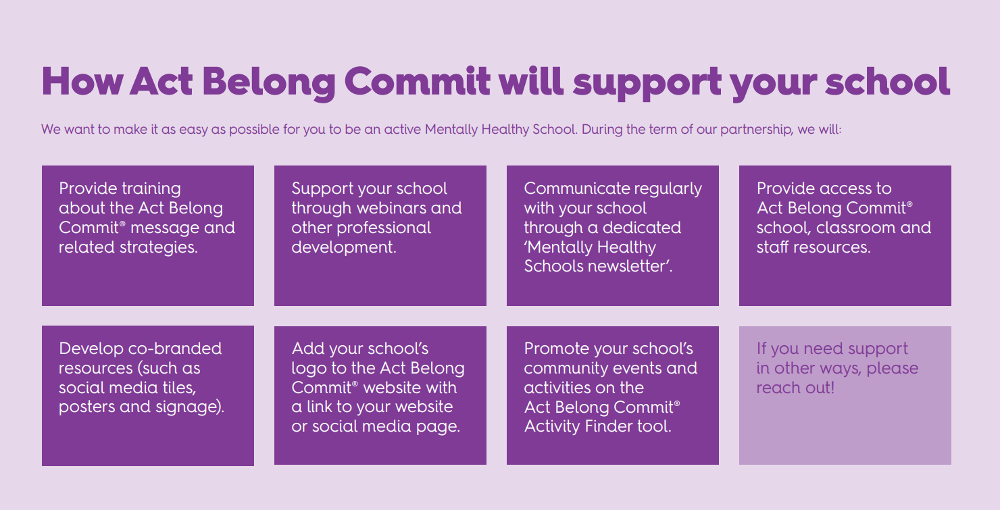 How Act Belong Commit will support your school
We want to make it as easy as possible for you to be an active Mentally Healthy School. During the term of our partnership, we will:
Provide training
about the Act Belong
Commit® message and
related strategies.
Support your school
through webinars and
other professional
development.
Communicate regularly
with your school
through a dedicated
‘Mentally Healthy
Schools newsletter’.
Provide access to
Act Belong Commit®
school, classroom and
staff resources.
Develop co-branded
resources (such as
social media tiles,
posters and signage).
Add your school’s
logo to the Act Belong
Commit® website with
a link to your website
or social media page.
Promote your school’s
community events and
activities on the
Act Belong Commit®
Activity Finder tool.
If you need support
in other ways, please
reach out!